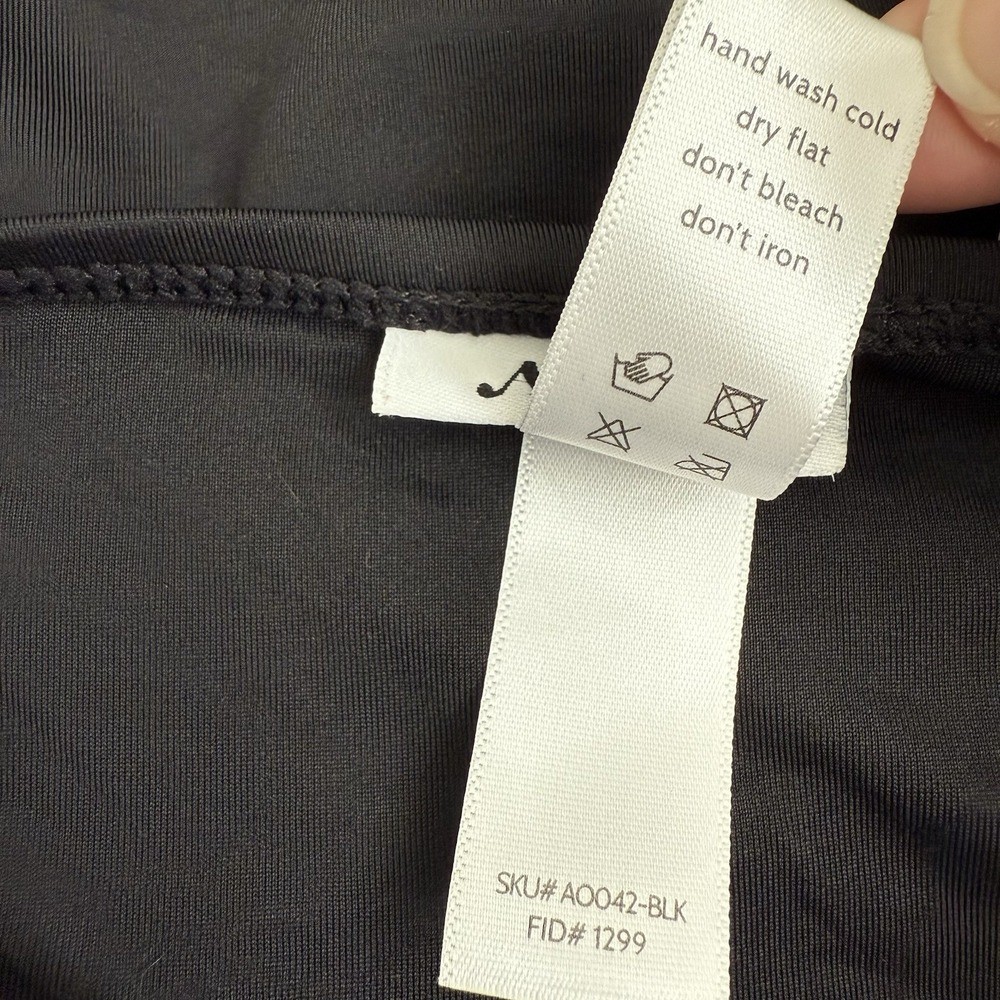 hand wash cold
dry flat
don't bleach
don't iron
SKU# AO042-BLK
FID# 1299